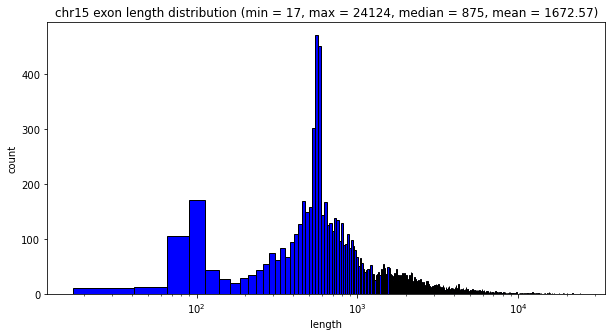 chr15 exon length distribution (min = 17, max = 24124, median = 875, mean = 1672.57)
400
300
count
200
100
0
10²
10³
10⁴
length